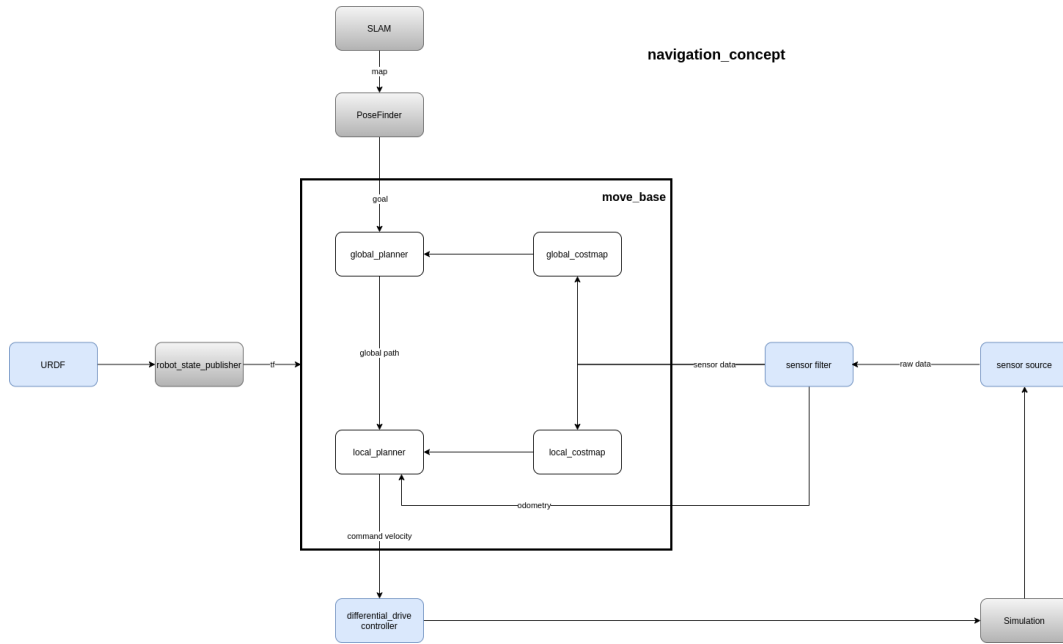 SLAM
navigation_concept
map
PoseFinder
move_base
goal
global_planner
global_costmap
URDF
robot_state_publisher
tf
global path
sensor data
sensor filter
raw data
sensor source
local_planner
local_costmap
odometry
command velocity
differential_drive
controller
Simulation